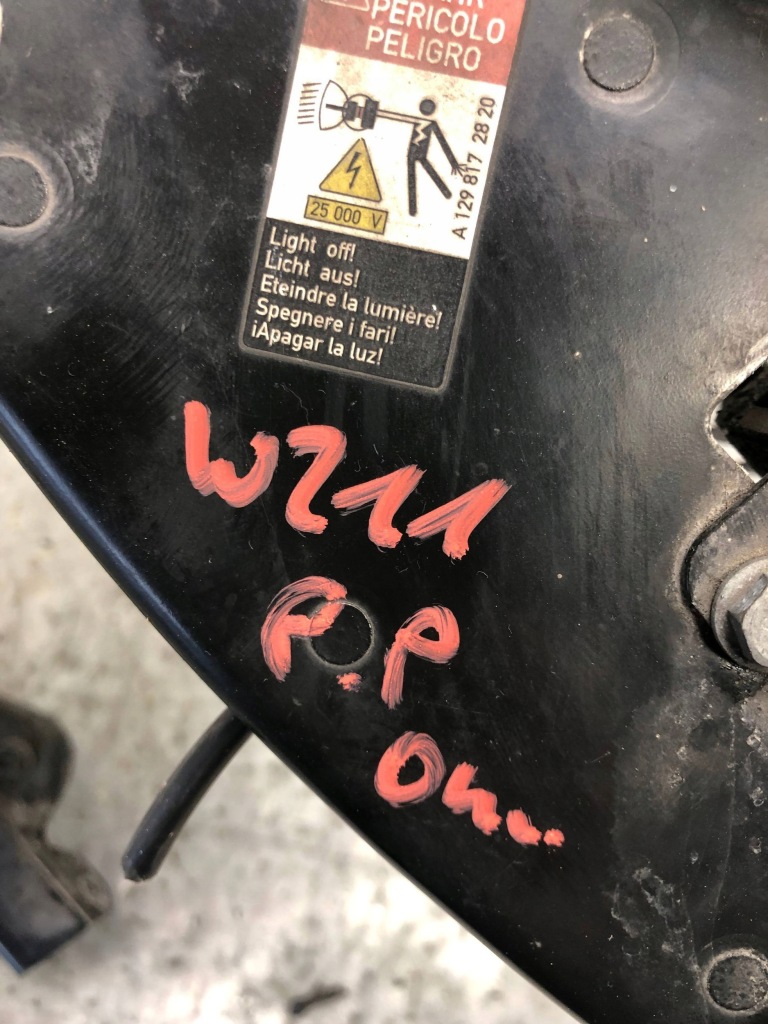 PERICOLO
PELIGRO
25 000 V
A 129 817 28 20
Light off!
Licht aus!
Eteindre la lumière!
Spegnere i fari!
¡Apagar la luz!
W211
P.P